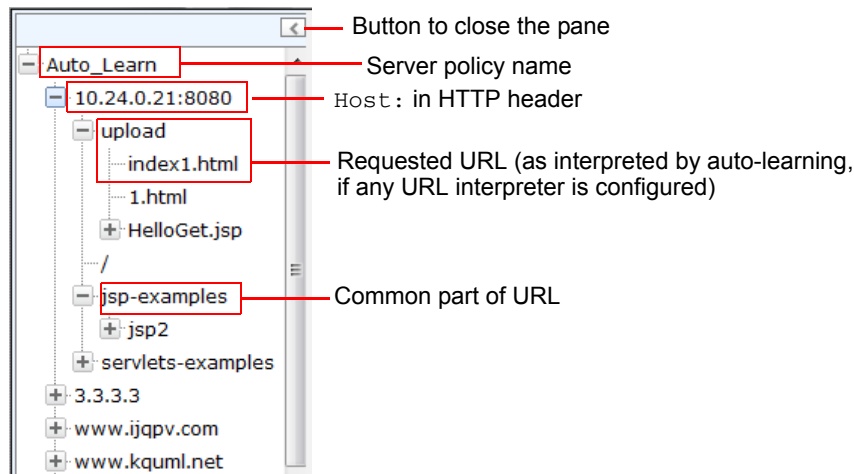 Button to close the pane
Auto_Learn
Server policy name
10.24.0.21:8080
Host: in HTTP header
upload
index1.html
Requested URL (as interpreted by auto-learning,
if any URL interpreter is configured)
1.html
HelloGet.jsp
/
jsp-examples
Common part of URL
jsp2
servlets-examples
3.3.3.3
www.ijqpv.com
www.kquml.net